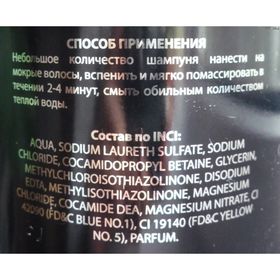 СПОСОБ ПРИМЕНЕНИЯ
Небольшое количество шампуня нанести на
мокрые волосы, вспенить и мягко помассировать в
течении 2-4 минут, смыть обильным количеством
теплой воды.
Состав по INCI:
AQUA, SODIUM LAURETH SULFATE, SODIUM
CHLORIDE, COCAMIDOPROPYL BETAINE, GLYCERIN,
METHYLCHLOROISOTHIAZOLINONE, DISODIUM
EDTA, METHYLISOTHIAZOLINONE, MAGNESIUM
CHLORIDE, COCAMIDE DEA, MAGNESIUM NITRATE, CI
42090 (FD&C BLUE NO.1), CI 19140 (FD&C YELLOW
NO. 5), PARFUM.